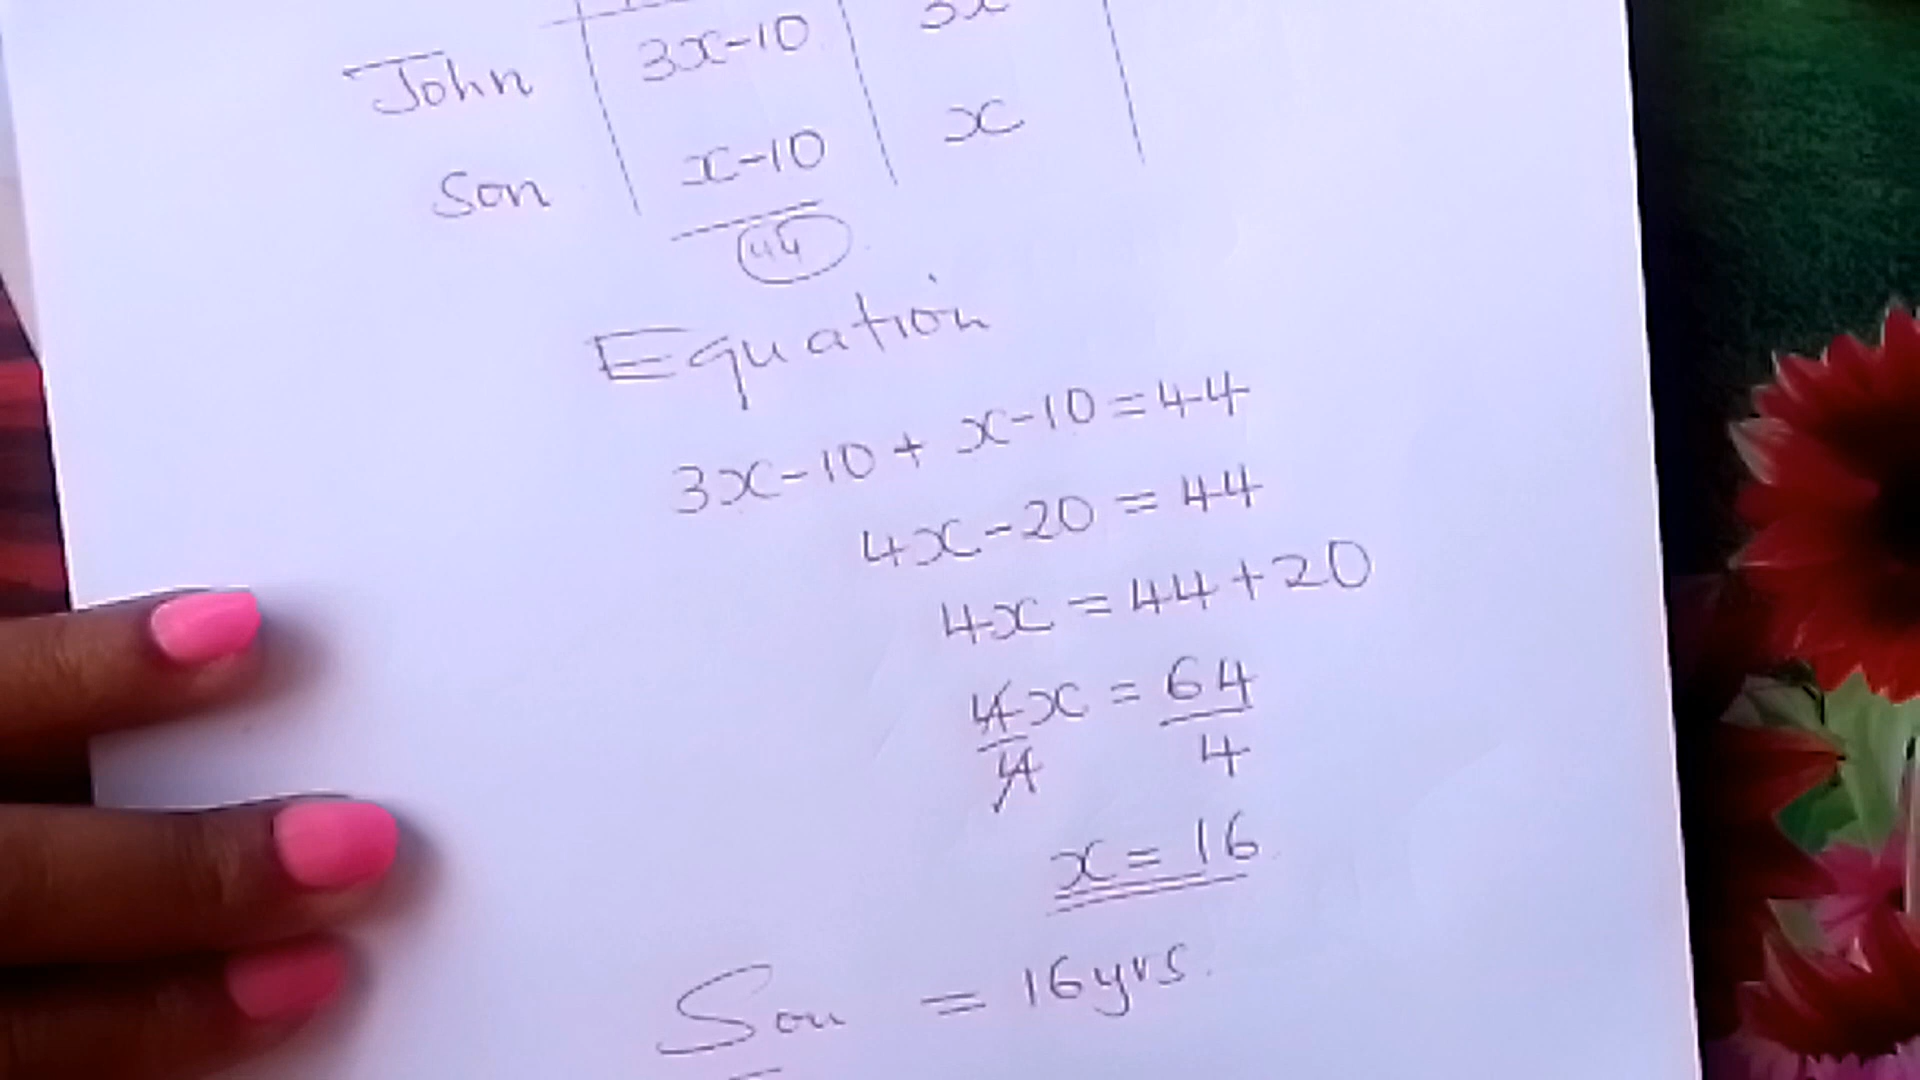 John 3x-10 3x
Son x-10 x
44
Equation
3x-10 + x-10 = 44
4x-20 = 44
4x = 44+20
4x/4 = 64/4
x = 16
Son = 16yrs.